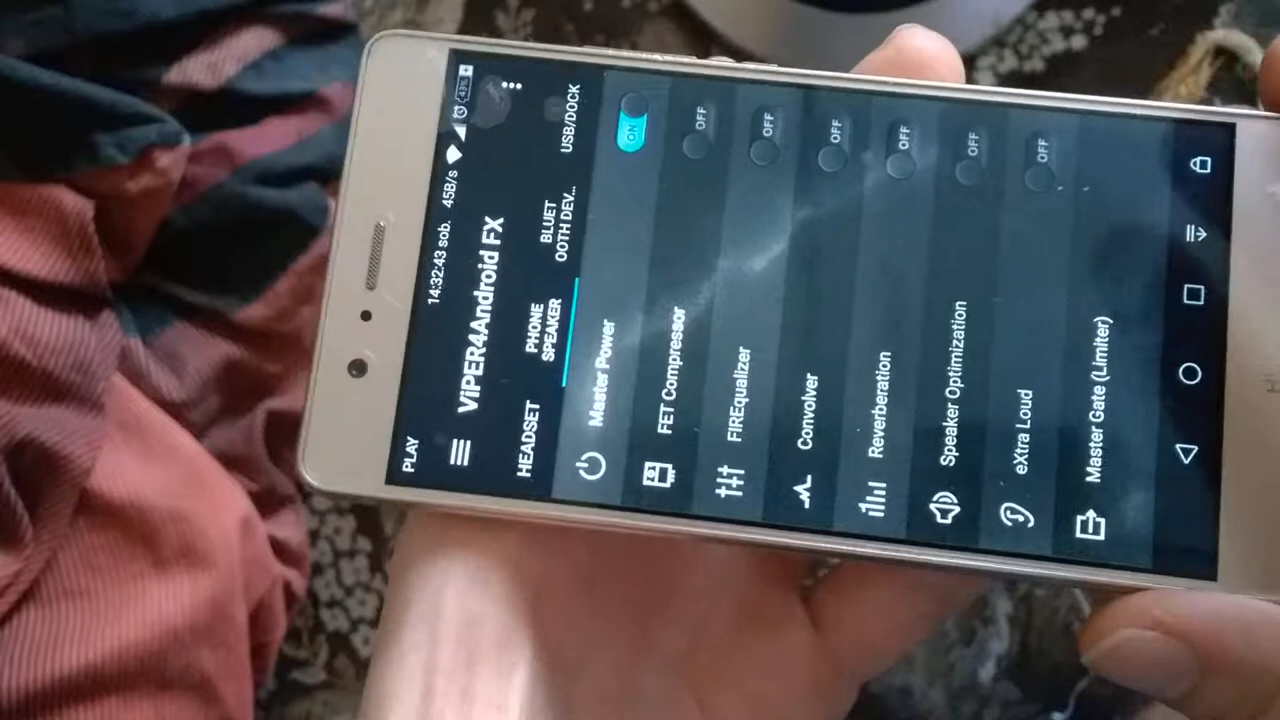 PLAY
14:32:43 sob.
45B/s
43%
ViPER4Android FX
HEADSET
PHONE
SPEAKER
BLUET
OOTH DEV...
USB/DOCK
Master Power
ON
FET Compressor
OFF
FIREqualizer
OFF
Convolver
OFF
Reverberation
OFF
Speaker Optimization
OFF
eXtra Loud
OFF
Master Gate (Limiter)